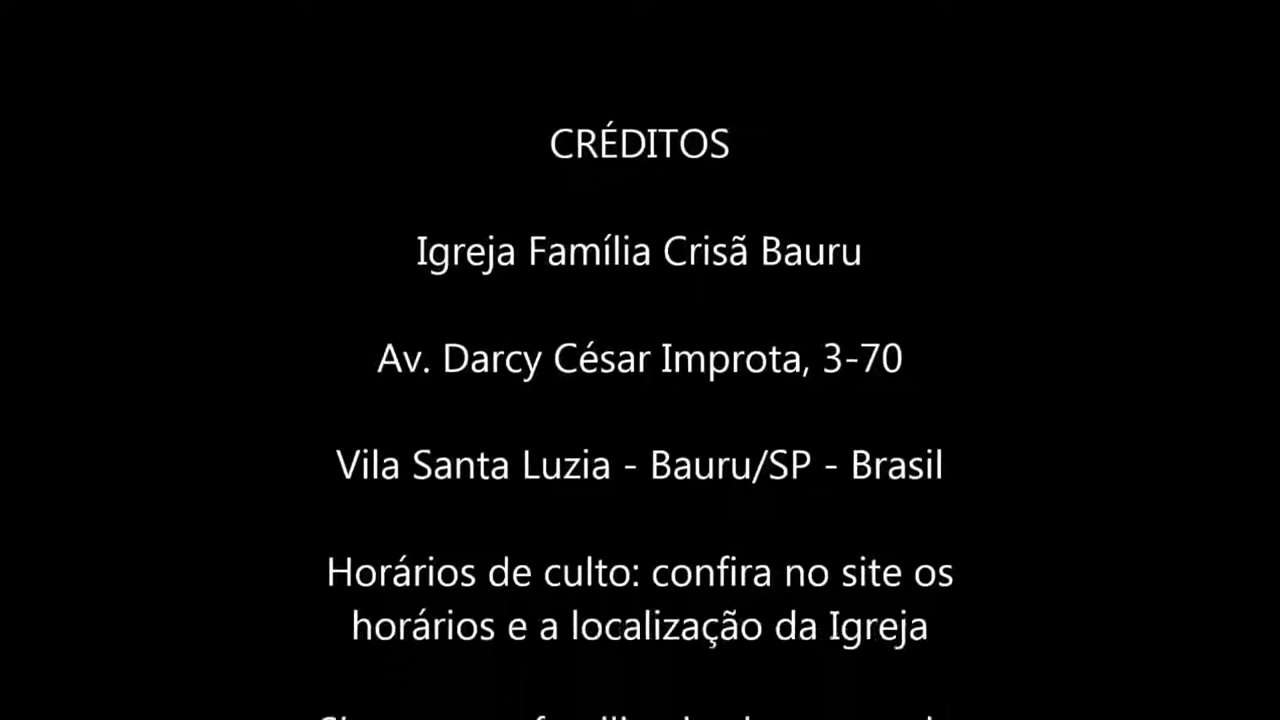 CRÉDITOS
Igreja Família Crisã Bauru
Av. Darcy César Improta, 3-70
Vila Santa Luzia - Bauru/SP - Brasil
Horários de culto: confira no site os
horários e a localização da Igreja